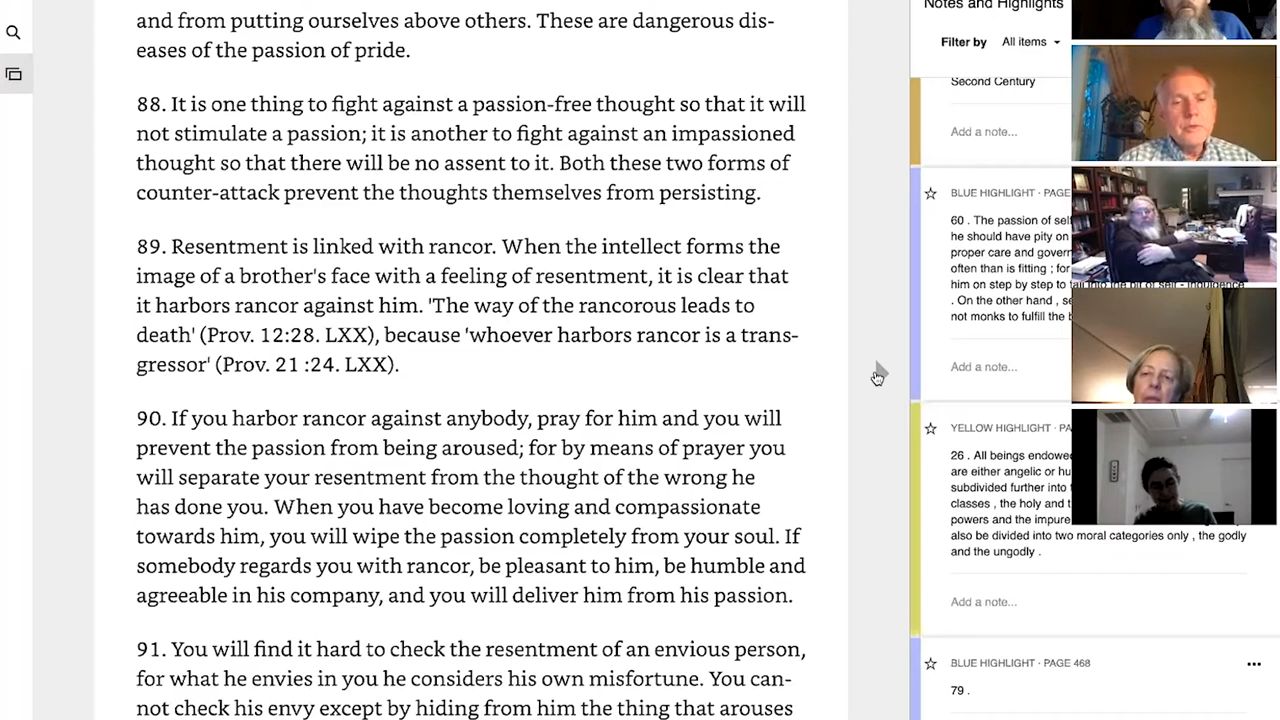 and from putting ourselves above others. These are dangerous dis-
eases of the passion of pride.
88. It is one thing to fight against a passion-free thought so that it will
not stimulate a passion; it is another to fight against an impassioned
thought so that there will be no assent to it. Both these two forms of
counter-attack prevent the thoughts themselves from persisting.
89. Resentment is linked with rancor. When the intellect forms the
image of a brother's face with a feeling of resentment, it is clear that
it harbors rancor against him. 'The way of the rancorous leads to
death' (Prov. 12:28. LXX), because 'whoever harbors rancor is a trans-
gressor' (Prov. 21 :24. LXX).
90. If you harbor rancor against anybody, pray for him and you will
prevent the passion from being aroused; for by means of prayer you
will separate your resenment from the thought of the wrong he
has done you. When you have become loving and compassionate
towards him, you will wipe the passion completely from your soul. If
somebody regards you with rancor, be pleasant to him, be humble and
agreeable in his company, and you will deliver him from his passion.
91. You will find it hard to check the resentment of an envious person,
for what he envies in you he considers his own misfortune. You can-
not check his envy except by hiding from him the thing that arouses
Notes and Highlights
Filter by All items
Second Century
Add a note...
BLUE HIGHLIGHT · PAGE
60 . The passion of
he should have pity on
proper care and
often than is fitting ; for
him on step by step to fall into the pit of self - indulgence
. On the other hand ,
not monks to fulfill the
Add a note...
YELLOW HIGHLIGHT ·
26 . All beings
are either angelic or
subdivided further into
classes , the holy and
powers and the impure
also be divided into two moral categories only , the godly
and the ungodly .
Add a note...
BLUE HIGHLIGHT · PAGE 468
79 .